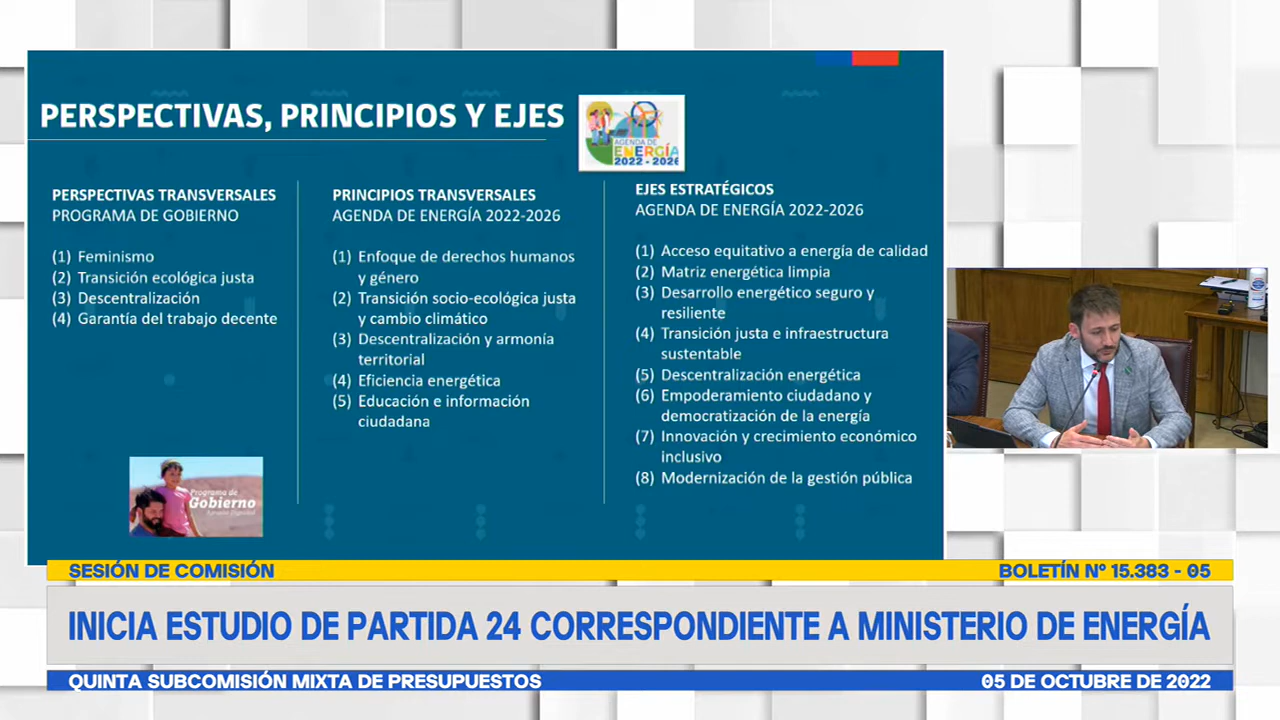 PERSPECTIVAS, PRINCIPIOS Y EJES
AGENDA DE
ENERGÍA
2022 - 2026
PERSPECTIVAS TRANSVERSALES
PROGRAMA DE GOBIERNO
(1) Feminismo
(2) Transición ecológica justa
(3) Descentralización
(4) Garantía del trabajo decente
Programa de
Gobierno
PRINCIPIOS TRANSVERSALES
AGENDA DE ENERGÍA 2022-2026
(1) Enfoque de derechos humanos
y género
(2) Transición socio-ecológica justa
y cambio climático
(3) Descentralización y armonía
territorial
(4) Eficiencia energética
(5) Educación e información
ciudadana
EJES ESTRATÉGICOS
AGENDA DE ENERGÍA 2022-2026
(1) Acceso equitativo a energía de calidad
(2) Matriz energética limpia
(3) Desarrollo energético seguro y
resiliente
(4) Transición justa e infraestructura
sustentable
(5) Descentralización energética
(6) Empoderamiento ciudadano y
democratización de la energía
(7) Innovación y crecimiento económico
inclusivo
(8) Modernización de la gestión pública
SESIÓN DE COMISIÓN
BOLETÍN N° 15.383 - 05
INICIA ESTUDIO DE PARTIDA 24 CORRESPONDIENTE A MINISTERIO DE ENERGÍA
QUINTA SUBCOMISIÓN MIXTA DE PRESUPUESTOS
05 DE OCTUBRE DE 2022